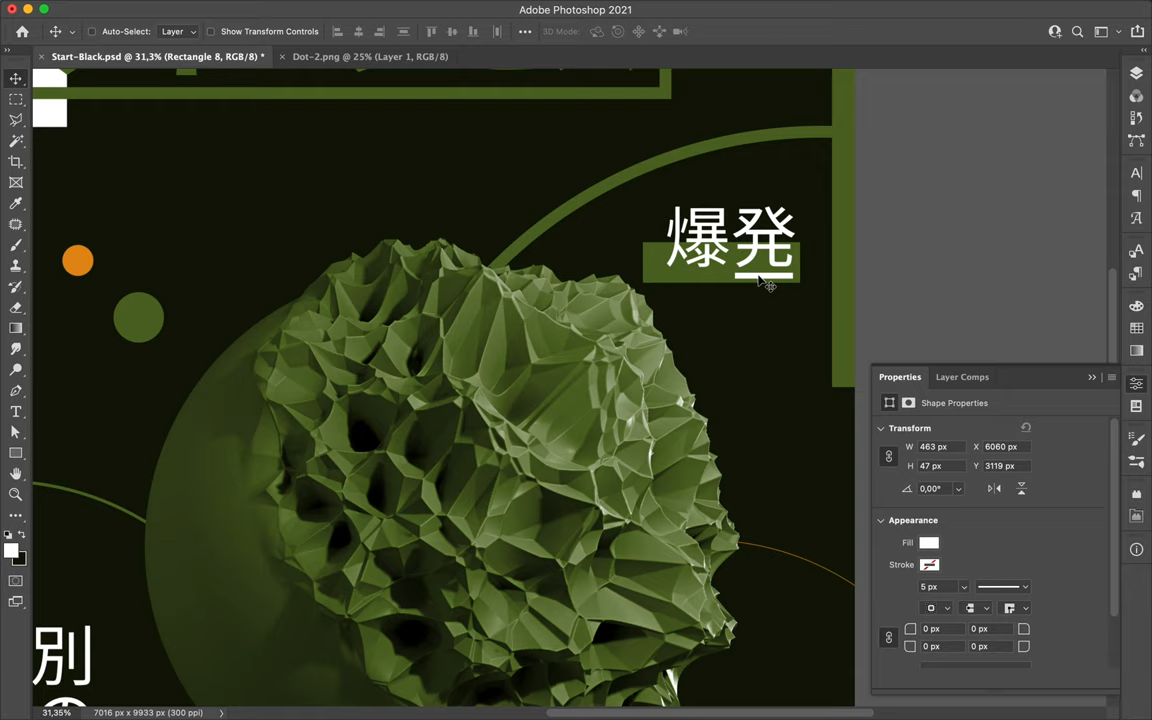 Adobe Photoshop 2021
Auto-Select: Layer Show Transform Controls 3D Mode:
Start-Black.psd @ 31,3% (Rectangle 8, RGB/8) * Dot-2.png @ 25% (Layer 1, RGB/8)
爆発
Properties Layer Comps
Shape Properties
Transform
W 463 px X 6060 px
H 47 px Y 3119 px
0,00°
Appearance
Fill
Stroke
5 px
0 px 0 px
0 px 0 px
別
31,35% 7016 px x 9933 px (300 ppi)